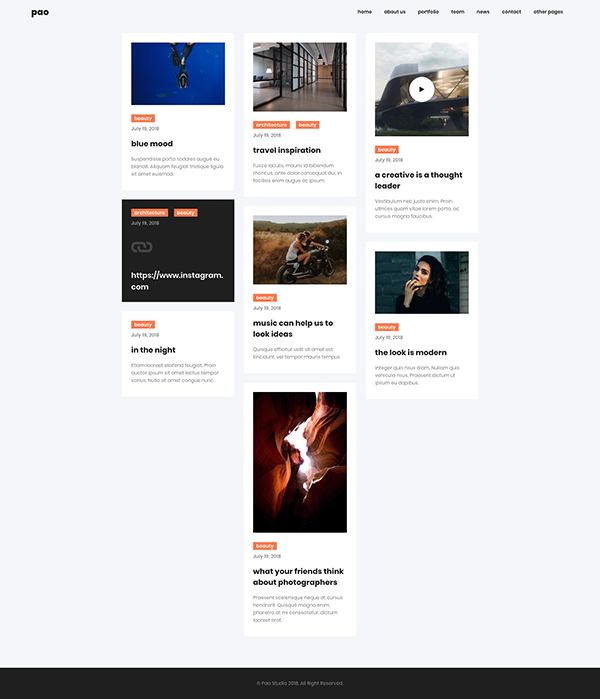 pao
home about us portfolio team news contact other pages
beauty
July 19, 2018
blue mood
Suspendisse porta sodales augue eu
blandit. Aliquam feugiat tristique ligula
sit amet euismod.
architecture beauty
July 19, 2018
https://www.instagram.
com
beauty
July 19, 2018
in the night
Etiam laoreet eleifend feugiat. Proin
auctor ipsum sit amet lectus tempor
varius. Nulla sit amet congue nunc.
architecture beauty
July 19, 2018
travel inspiration
Fusce iaculis, mauris id bibendum
rhoncus, ante dolor consequat dui, in
facilisis enim augue ac ipsum.
beauty
July 19, 2018
music can help us to
look ideas
Quisque efficitur velit sit amet est
tincidunt, vel tempor mauris tempus
beauty
July 19, 2018
what your friends think
about photographers
Praesent scelerisque neque at cursus
hendrerit. Quisque magna enim,
pharetra at mi consectetur, dictum
laoreet erat.
beauty
July 19, 2018
a creative is a thought
leader
Vestibulum nec justo enim. Proin
ultrices quam vitae lorem porta, ac
cursus magna faucibus.
beauty
July 19, 2018
the look is modern
Integer quis risus diam. Nullam quis
vehicula risus. Praesent dictum ut
ipsum eu dapibus.
© Pao Studio 2018, All Right Reserved.